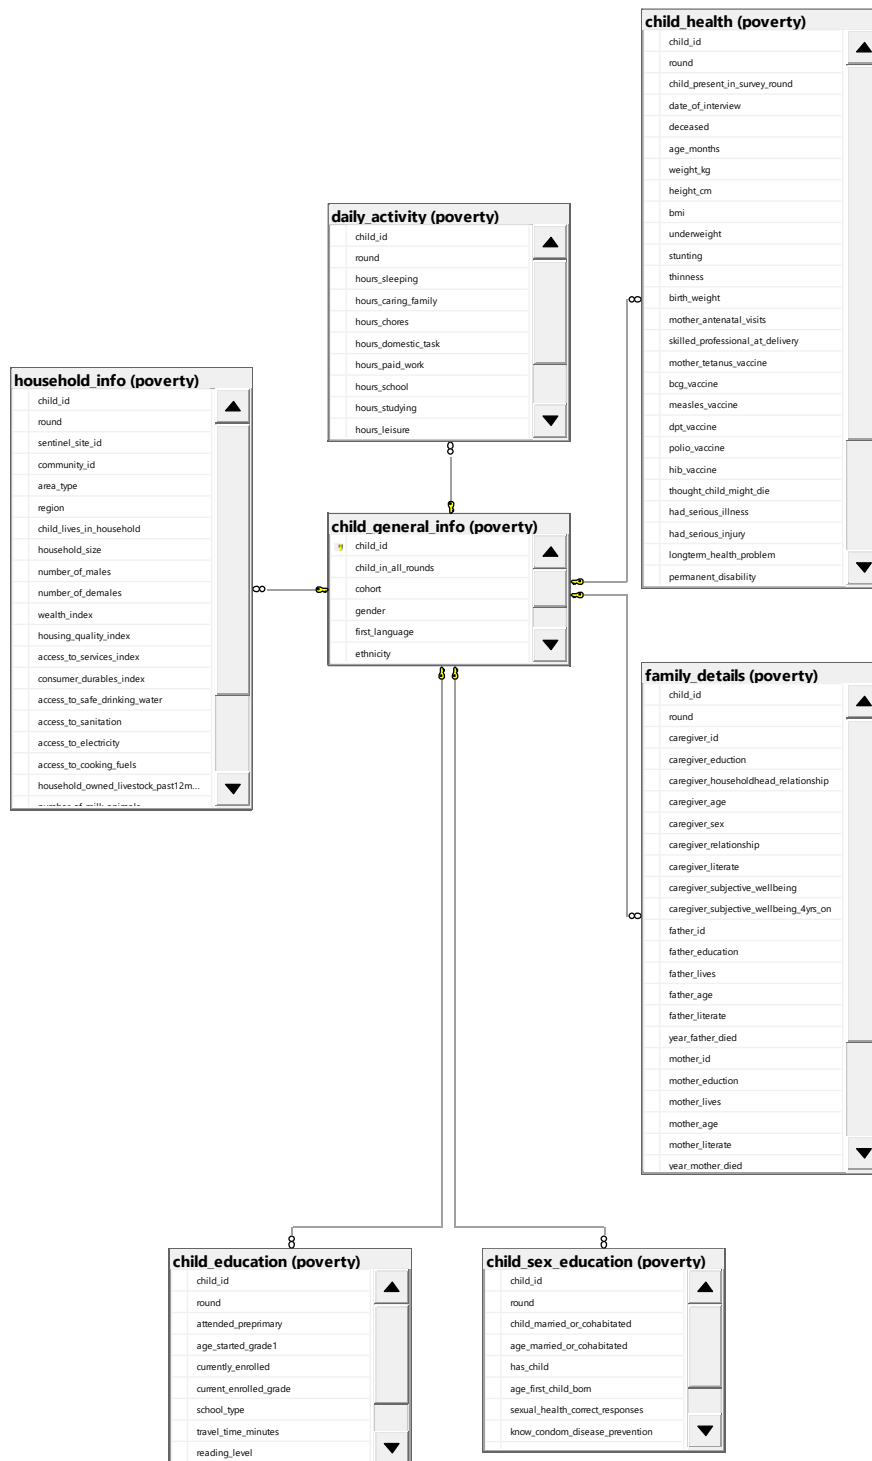 child_health (poverty)
child_id
round
child_present_in_survey_round
date_of_interview
deceased
age_months
weight_kg
height_cm
bmi
underweight
stunting
thinness
birth_weight
mother_antenatal_visits
skilled_professional_at_delivery
mother_tetanus_vaccine
bcg_vaccine
measles_vaccine
dpt_vaccine
polio_vaccine
hib_vaccine
thought_child_might_die
had_serious_illness
had_serious_injury
longterm_health_problem
permanent_disability
daily_activity (poverty)
child_id
round
hours_sleeping
hours_caring_family
hours_chores
hours_domestic_task
hours_paid_work
hours_school
hours_studying
hours_leisure
household_info (poverty)
child_id
round
sentinel_site_id
community_id
area_type
region
child_lives_in_household
household_size
number_of_males
number_of_demales
wealth_index
housing_quality_index
access_to_services_index
consumer_durables_index
access_to_safe_drinking_water
access_to_sanitation
access_to_electricity
access_to_cooking_fuels
household_owned_livestock_past12m...
number_of_milk_animals
child_general_info (poverty)
child_id
child_in_all_rounds
cohort
gender
first_language
ethnicity
family_details (poverty)
child_id
round
caregiver_id
caregiver_eduction
caregiver_householdhead_relationship
caregiver_age
caregiver_sex
caregiver_relationship
caregiver_literate
caregiver_subjective_wellbeing
caregiver_subjective_wellbeing_4yrs_on
father_id
father_education
father_lives
father_age
father_literate
year_father_died
mother_id
mother_eduction
mother_lives
mother_age
mother_literate
year_mother_died
child_education (poverty)
child_id
round
attended_preprimary
age_started_grade1
currently_enrolled
current_enrolled_grade
school_type
travel_time_minutes
reading_level
child_sex_education (poverty)
child_id
round
child_married_or_cohabitated
age_married_or_cohabitated
has_child
age_first_child_born
sexual_health_correct_responses
know_condom_disease_prevention